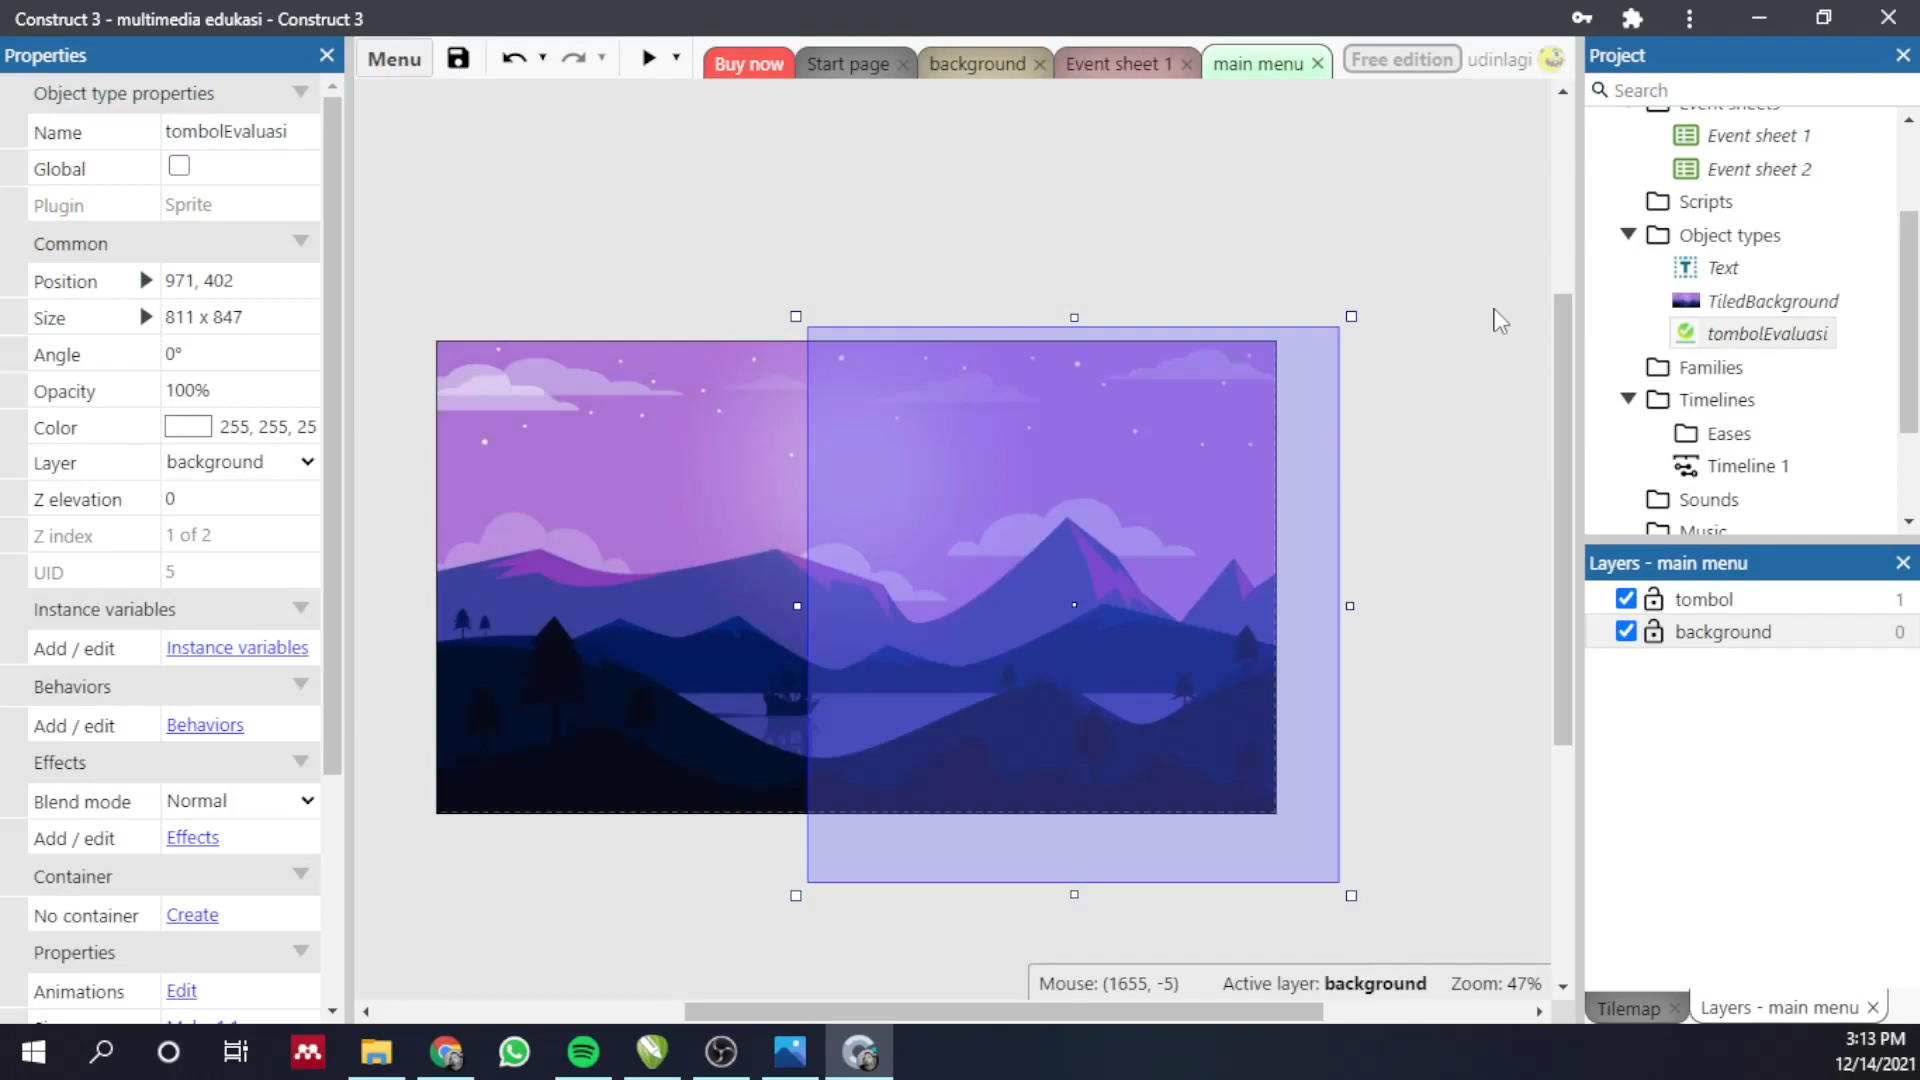 Construct 3 - multimedia edukasi - Construct 3
Properties
Menu
Buy now
Start page
background
Event sheet 1
main menu
Free edition
udinlagi
Project
Object type properties
Name tombolEvaluasi
Global
Plugin Sprite
Common
Position 971, 402
Size 811 x 847
Angle 0°
Opacity 100%
Color 255, 255, 25
Layer background
Z elevation 0
Z index 1 of 2
UID 5
Instance variables
Add / edit Instance variables
Behaviors
Add / edit Behaviors
Effects
Blend mode Normal
Add / edit Effects
Container
No container Create
Properties
Animations Edit
Mouse: (1655, -5) Active layer: background Zoom: 47%
Search
Event sheets
Event sheet 1
Event sheet 2
Scripts
Object types
Text
TiledBackground
tombolEvaluasi
Families
Timelines
Eases
Timeline 1
Sounds
Music
Layers - main menu
tombol 1
background 0
Tilemap
Layers - main menu
3:13 PM
12/14/2021